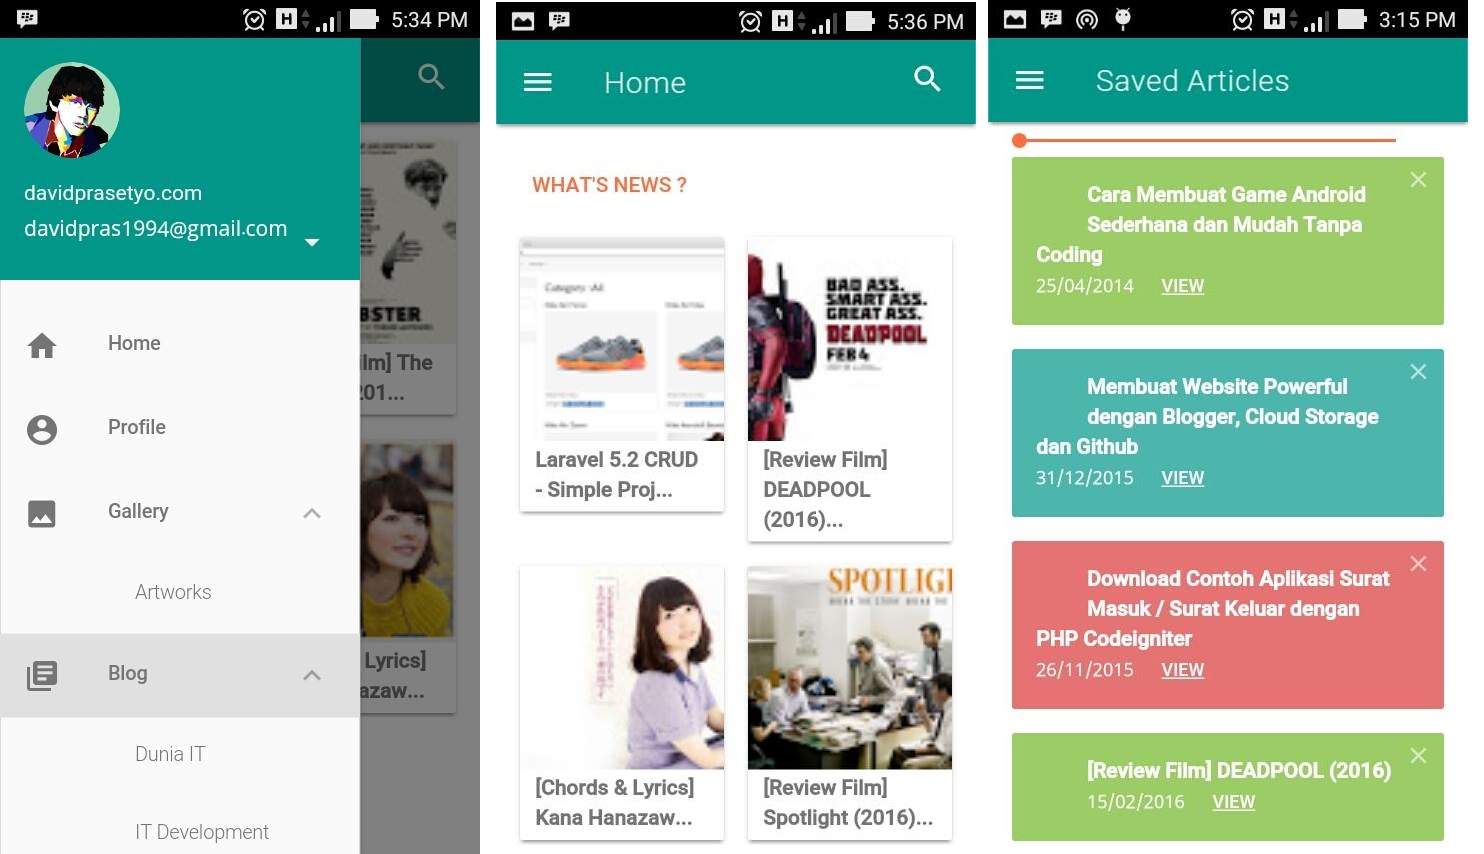 5:34 PM
davidprasetyo.com
davidpras1994@gmail.com
Home
Profile
Gallery
Artworks
Blog
Dunia IT
IT Development
BSTER
ilm] The
201...
Lyrics]
azaw...
H
5:36 PM
Home
WHAT'S NEWS ?
Category :All
Laravel 5.2 CRUD
- Simple Proj...
BAD ASS.
SMART ASS.
GREAT ASS.
DEADPOOL
FEB 4
[Review Film]
DEADPOOL
(2016)...
[Chords & Lyrics]
Kana Hanazaw...
SPOTLIG
[Review Film]
Spotlight (2016)...
H
3:15 PM
Saved Articles
Cara Membuat Game Android
Sederhana dan Mudah Tanpa
Coding
25/04/2014 VIEW
Membuat Website Powerful
dengan Blogger, Cloud Storage
dan Github
31/12/2015 VIEW
Download Contoh Aplikasi Surat
Masuk / Surat Keluar dengan
PHP Codeigniter
26/11/2015 VIEW
[Review Film] DEADPOOL (2016)
15/02/2016 VIEW